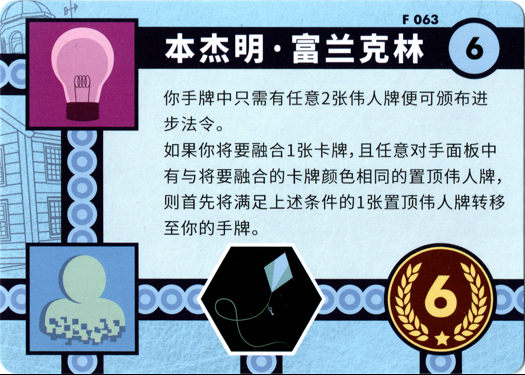 F 063
本杰明·富兰克林
6
你手牌中只需有任意2张伟人牌便可颁布进
步法令。
如果你将要融合1张卡牌,且任意对手面板中
有与将要融合的卡牌颜色相同的置顶伟人牌,
则首先将满足上述条件的1张置顶伟人牌转移
至你的手牌。
6